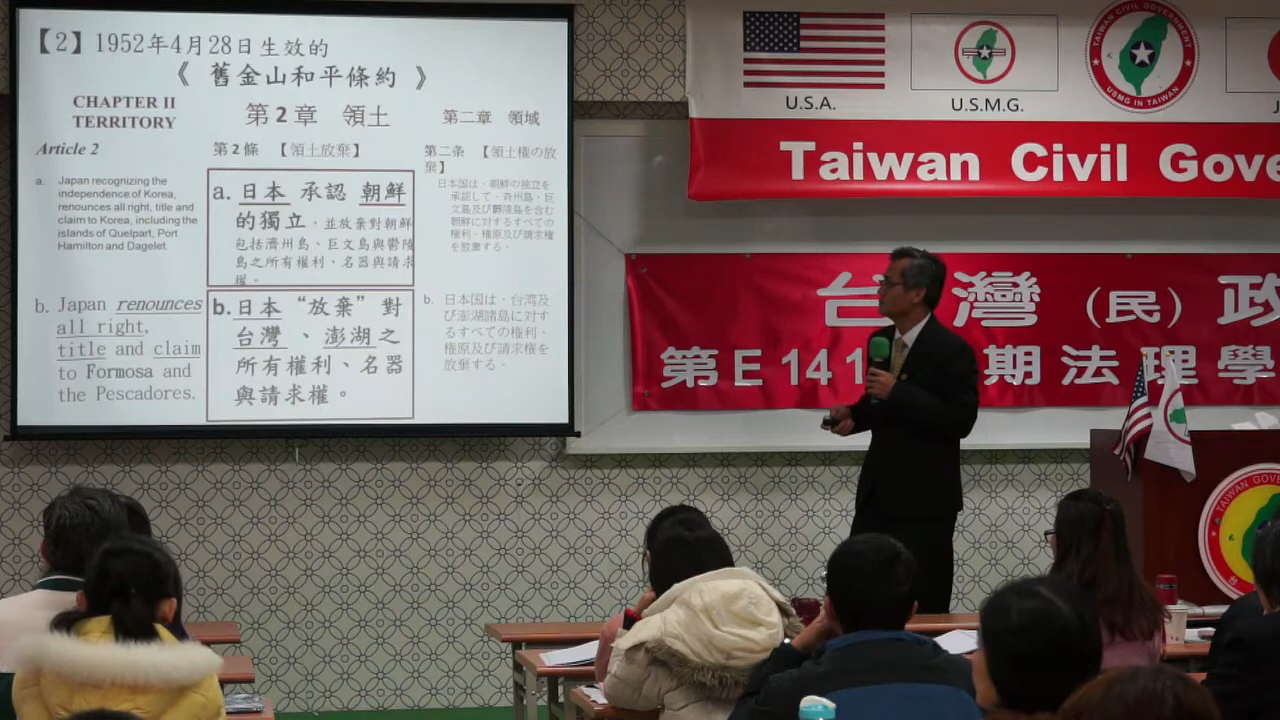 【2】1952年4月28日生效的
《 舊金山和平條約 》
CHAPTER II
TERRITORY
Article 2
a. Japan recognizing the
independence of Korea,
renounces all right, title and
claim to Korea, including the
islands of Quelpart, Port
Hamilton and Dagelet.
b. Japan renounces
all right,
title and claim
to Formosa and
the Pescadores.
第2章 領土
第2條 【領土放棄】
a. 日本 承認 朝鮮
的獨立，並放棄對朝鮮
包括濟州島、巨文島與鬱陵
島之所有權利、名器與請求
權。
b.日本“放棄”對
台灣、澎湖之
所有權利、名器
與請求權。
第二章 領域
第二条 【領土権の放
棄】
日本国は、朝鮮の独立を
承認して、済州島、巨
文島及び欝陵島を含む
朝鮮に対するすべての
権利、権原及び請求権
を放棄する。
b. 日本国は、台湾及
び澎湖諸島に対す
るすべての権利、
権原及び請求権を
放棄する。
U.S.A.
U.S.M.G.
TAIWAN CIVIL GOVERNMENT
USMG IN TAIWAN
J
Taiwan Civil Gove
台灣（民）政
第E141
期法理學
TAIWAN GOVE
台